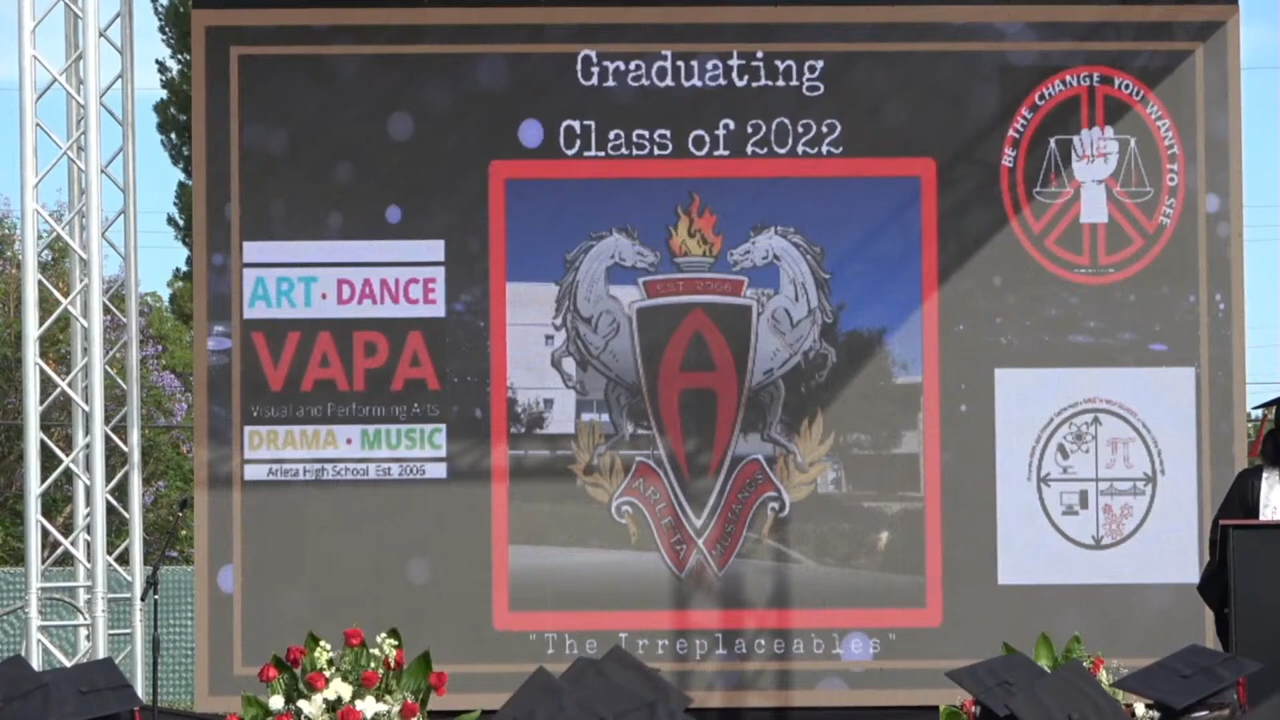 Graduating
Class of 2022
BE THE CHANGE YOU WANT TO SEE
ART · DANCE
VAPA
Visual and Performing Arts
DRAMA · MUSIC
Arleta High School Est. 2006
EST. 2006
A
ARLETA
MUSTANGS
π
"The Irreplaceables"